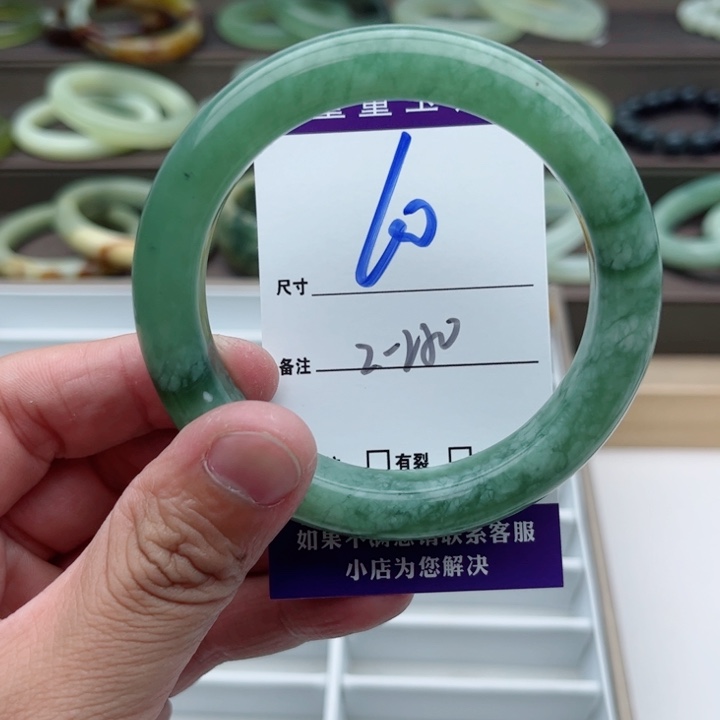 60
尺寸
备注 2-180
有裂
如果不满意请联系客服
小店为您解决